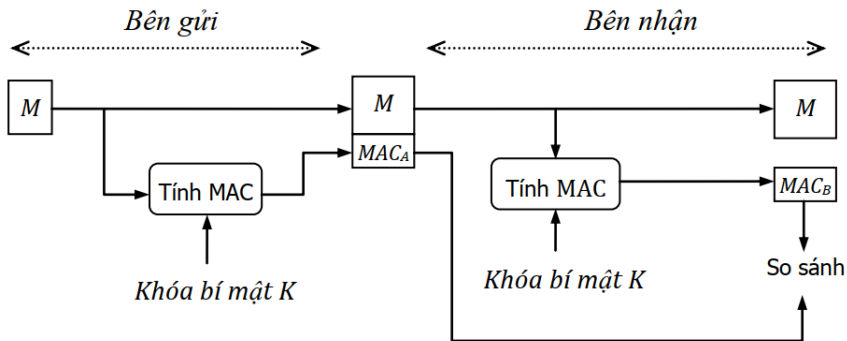 Bên gửi
Bên nhận
M
M
M
MAC_A
Tính MAC
Tính MAC
MAC_B
So sánh
Khóa bí mật K
Khóa bí mật K